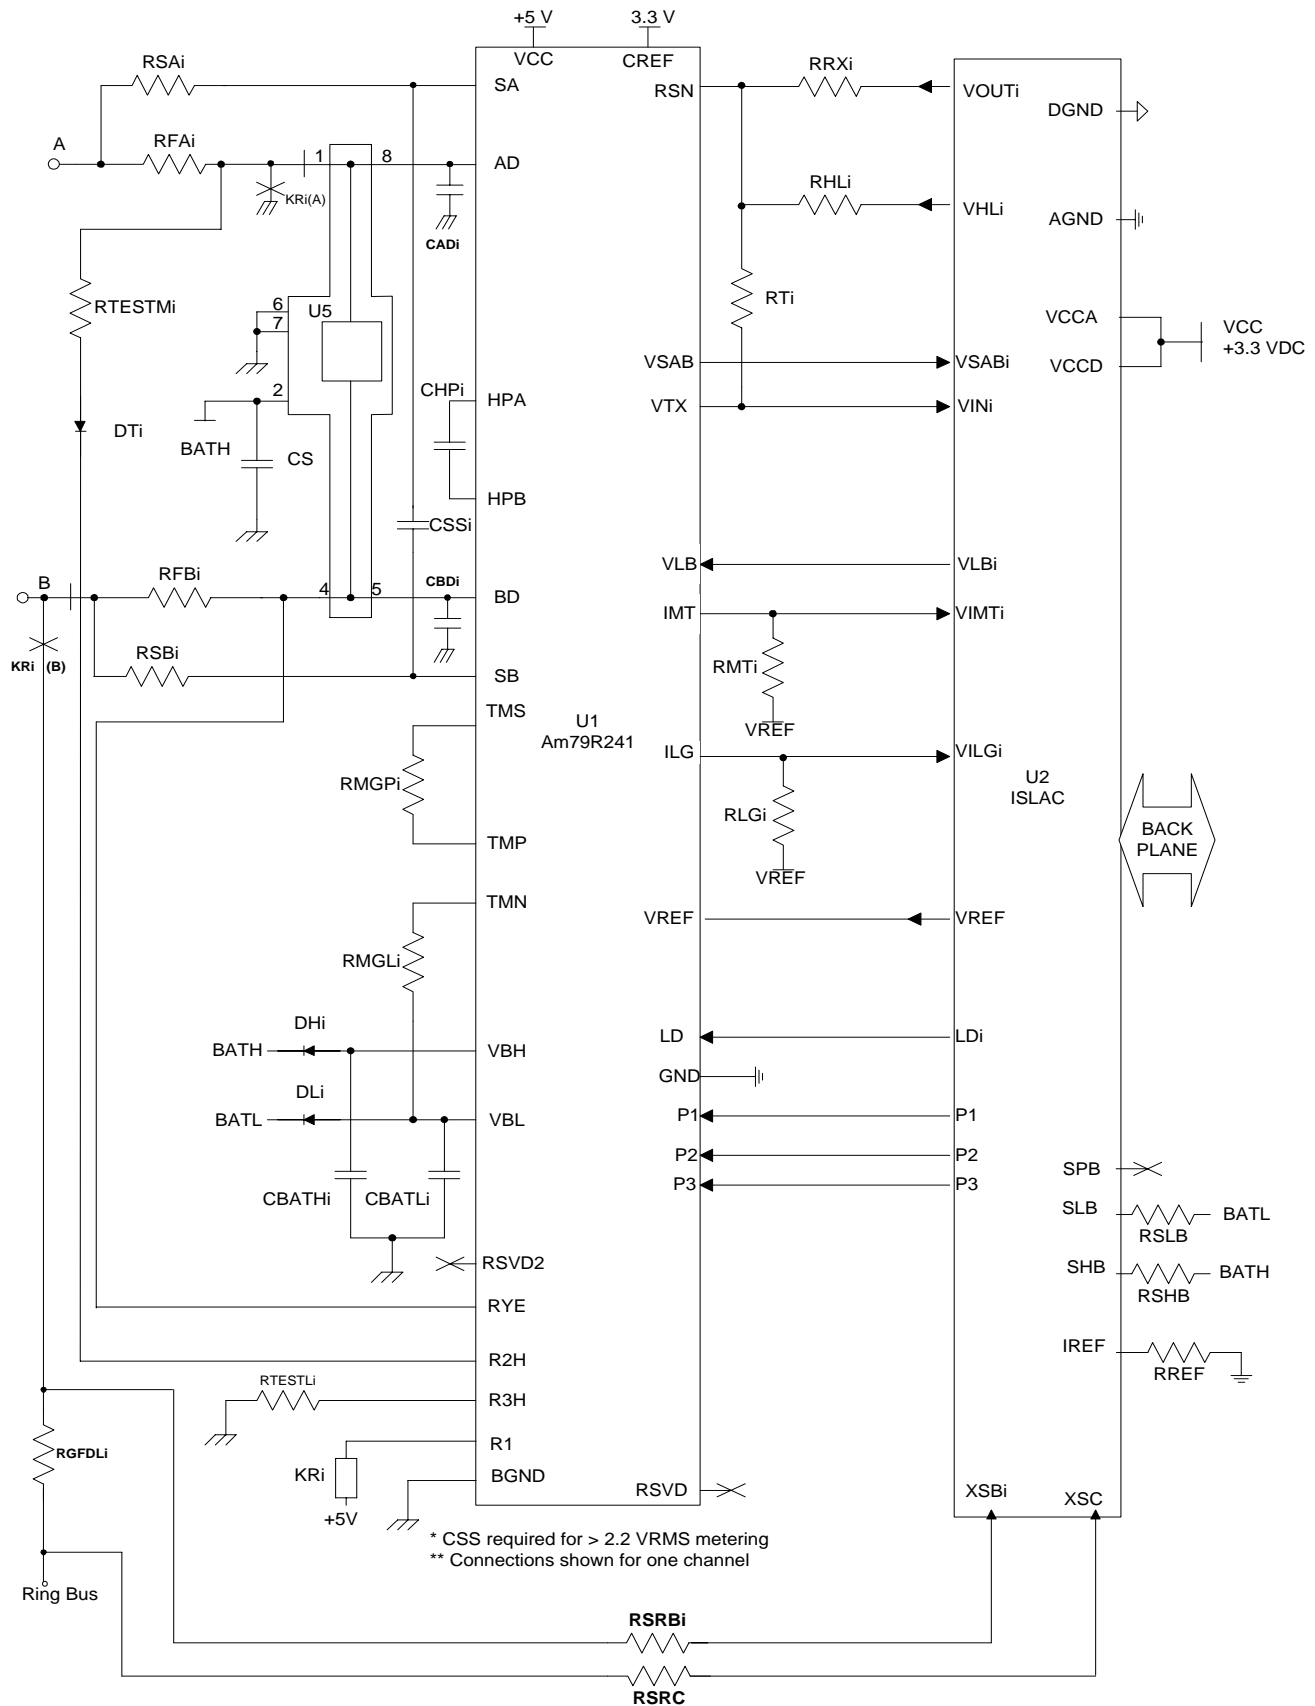 +5 V
3.3 V
VCC
CREF
RSAi
SA
RSN
RRXi
VOUTi
DGND
A
RFAi
1
8
AD
KRi(A)
CADi
RHLi
VHLi
AGND
RTESTMi
6
7
U5
RTi
VCCA
VCC
+3.3 VDC
VCCD
VSAB
VSABi
2
CHPi
HPA
VTX
VINi
DTi
BATH
CS
HPB
CSSi
VLB
VLBi
B
RFBi
4
5
CBDi
BD
IMT
VIMTi
KRi (B)
RSBi
SB
RMTi
TMS
U1
Am79R241
VREF
ILG
VILGi
U2
ISLAC
RMGPi
RLGi
BACK
PLANE
TMP
VREF
TMN
VREF
VREF
RMGLi
DHi
BATH
VBH
LD
LDi
GND
DLi
BATL
VBL
P1
P1
P2
P2
CBATHi
CBATLi
P3
P3
SPB
SLB
BATL
RSLB
RSVD2
SHB
BATH
RSHB
RYE
IREF
RREF
R2H
RTESTLi
R3H
RGFDLi
R1
KRi
BGND
+5V
RSVD
XSBi
XSC
* CSS required for > 2.2 VRMS metering
** Connections shown for one channel
Ring Bus
RSRBi
RSRC